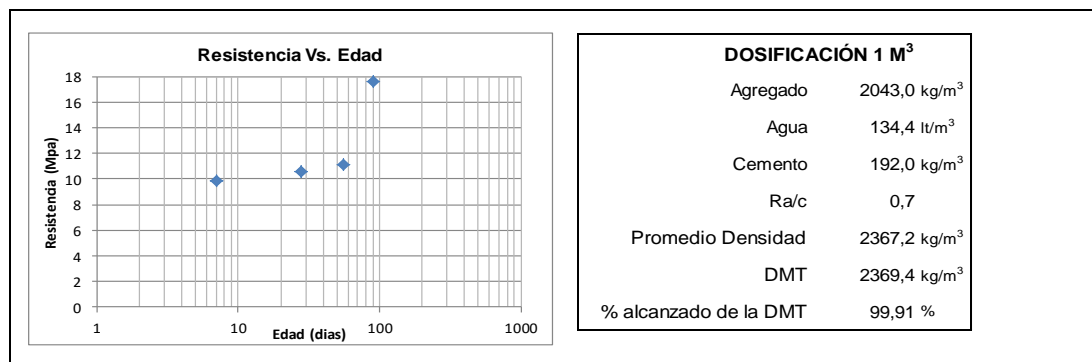 Resistencia Vs. Edad
Resistencia (Mpa)
18
16
14
12
10
8
6
4
2
0
1 10 100 1000
Edad (dias)
DOSIFICACIÓN 1 M³
Agregado 2043,0 kg/m³
Agua 134,4 lt/m³
Cemento 192,0 kg/m³
Ra/c 0,7
Promedio Densidad 2367,2 kg/m³
DMT 2369,4 kg/m³
% alcanzado de la DMT 99,91 %